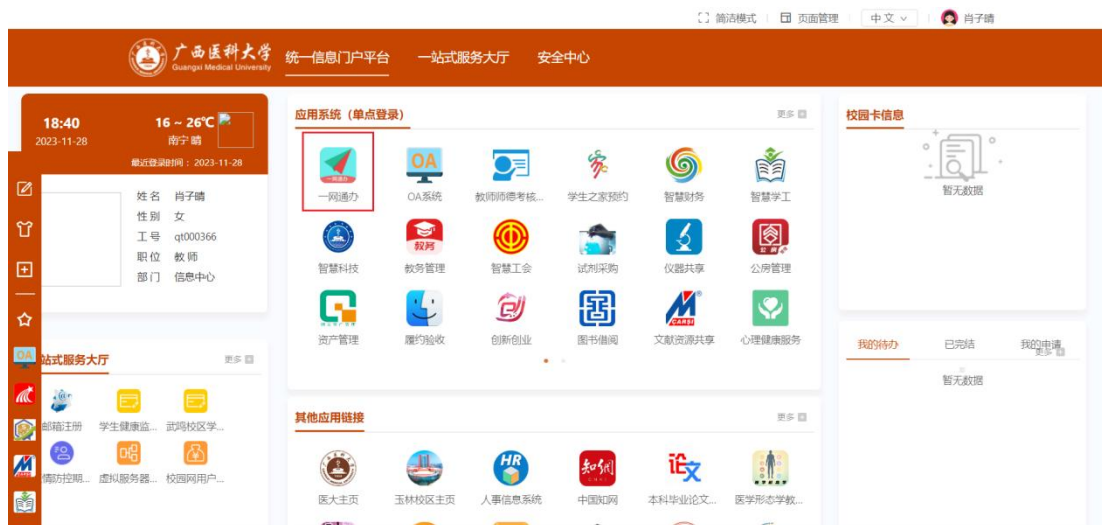 简洁模式 页面管理 中文 肖子晴
广西医科大学
Guangxi Medical University
统一信息门户平台 一站式服务大厅 安全中心
18:40
2023-11-28
16 ~ 26℃
南宁 晴
最近登录时间：2023-11-28
姓名 肖子晴
性别 女
工号 qt000366
职位 教师
部门 信息中心
OA
站式服务大厅 更多
邮箱注册 学生健康监... 武鸣校区学...
情防控期... 虚拟服务器... 校园网用户...
应用系统（单点登录） 更多
一网通办 OA
一网通办 OA系统 教师师德考核... 学生之家预约 智慧财务 智慧学工
教务
智慧科技 教务管理 智慧工会 试剂采购 仪器共享 公房管理
CARSI
资产管理 履约验收 创新创业 图书借阅 文献资源共享 心理健康服务
其他应用链接 更多
HR 知网 论文
医大主页 玉林校区主页 人事信息系统 中国知网 本科毕业论文... 医学形态学教...
校园卡信息
暂无数据
我的待办 已完结 我的申请
更多
暂无数据